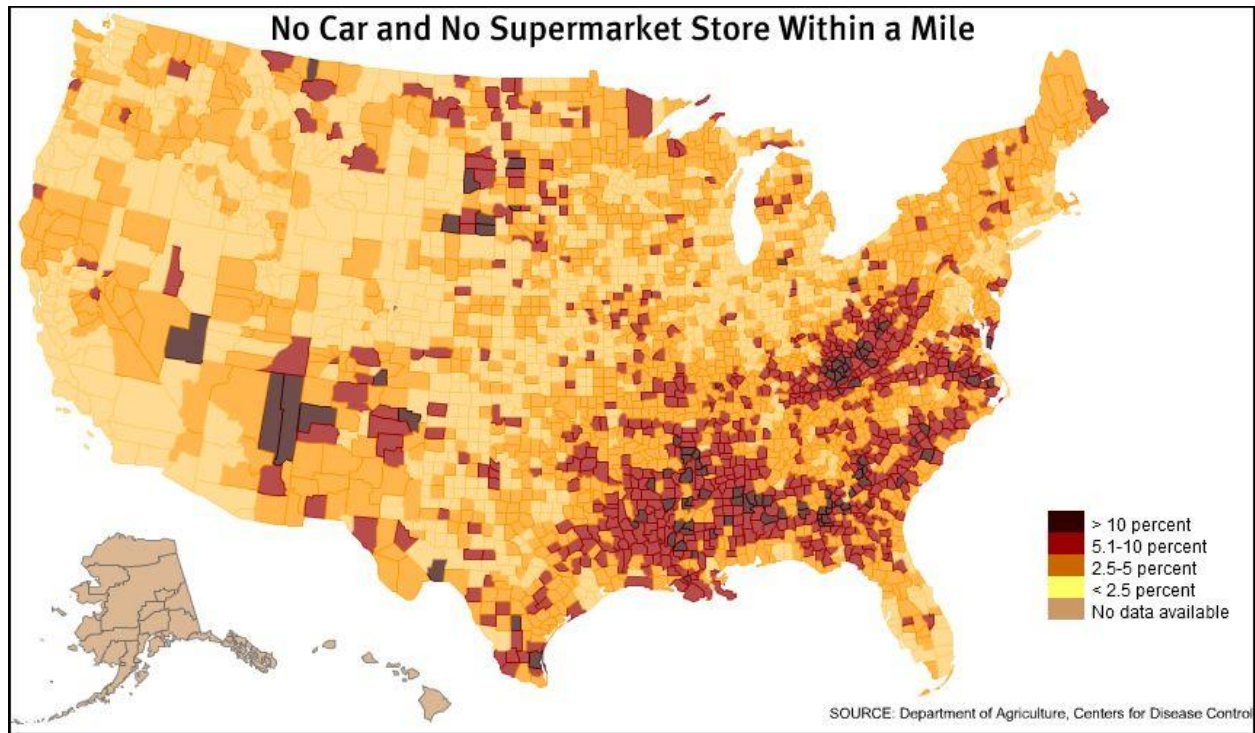 No Car and No Supermarket Store Within a Mile
> 10 percent
5.1-10 percent
2.5-5 percent
< 2.5 percent
No data available
SOURCE: Department of Agriculture, Centers for Disease Control